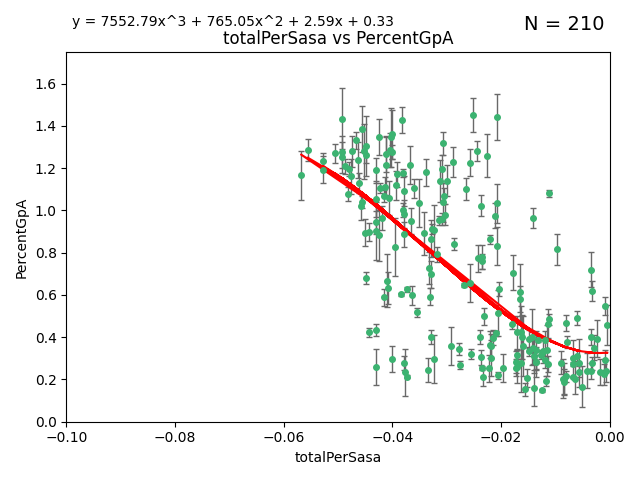 y = 7552.79x^3 + 765.05x^2 + 2.59x + 0.33
N = 210
totalPerSasa vs PercentGpA
PercentGpA
1.6
1.4
1.2
1.0
0.8
0.6
0.4
0.2
0.0
−0.10 −0.08 −0.06 −0.04 −0.02 0.00
totalPerSasa